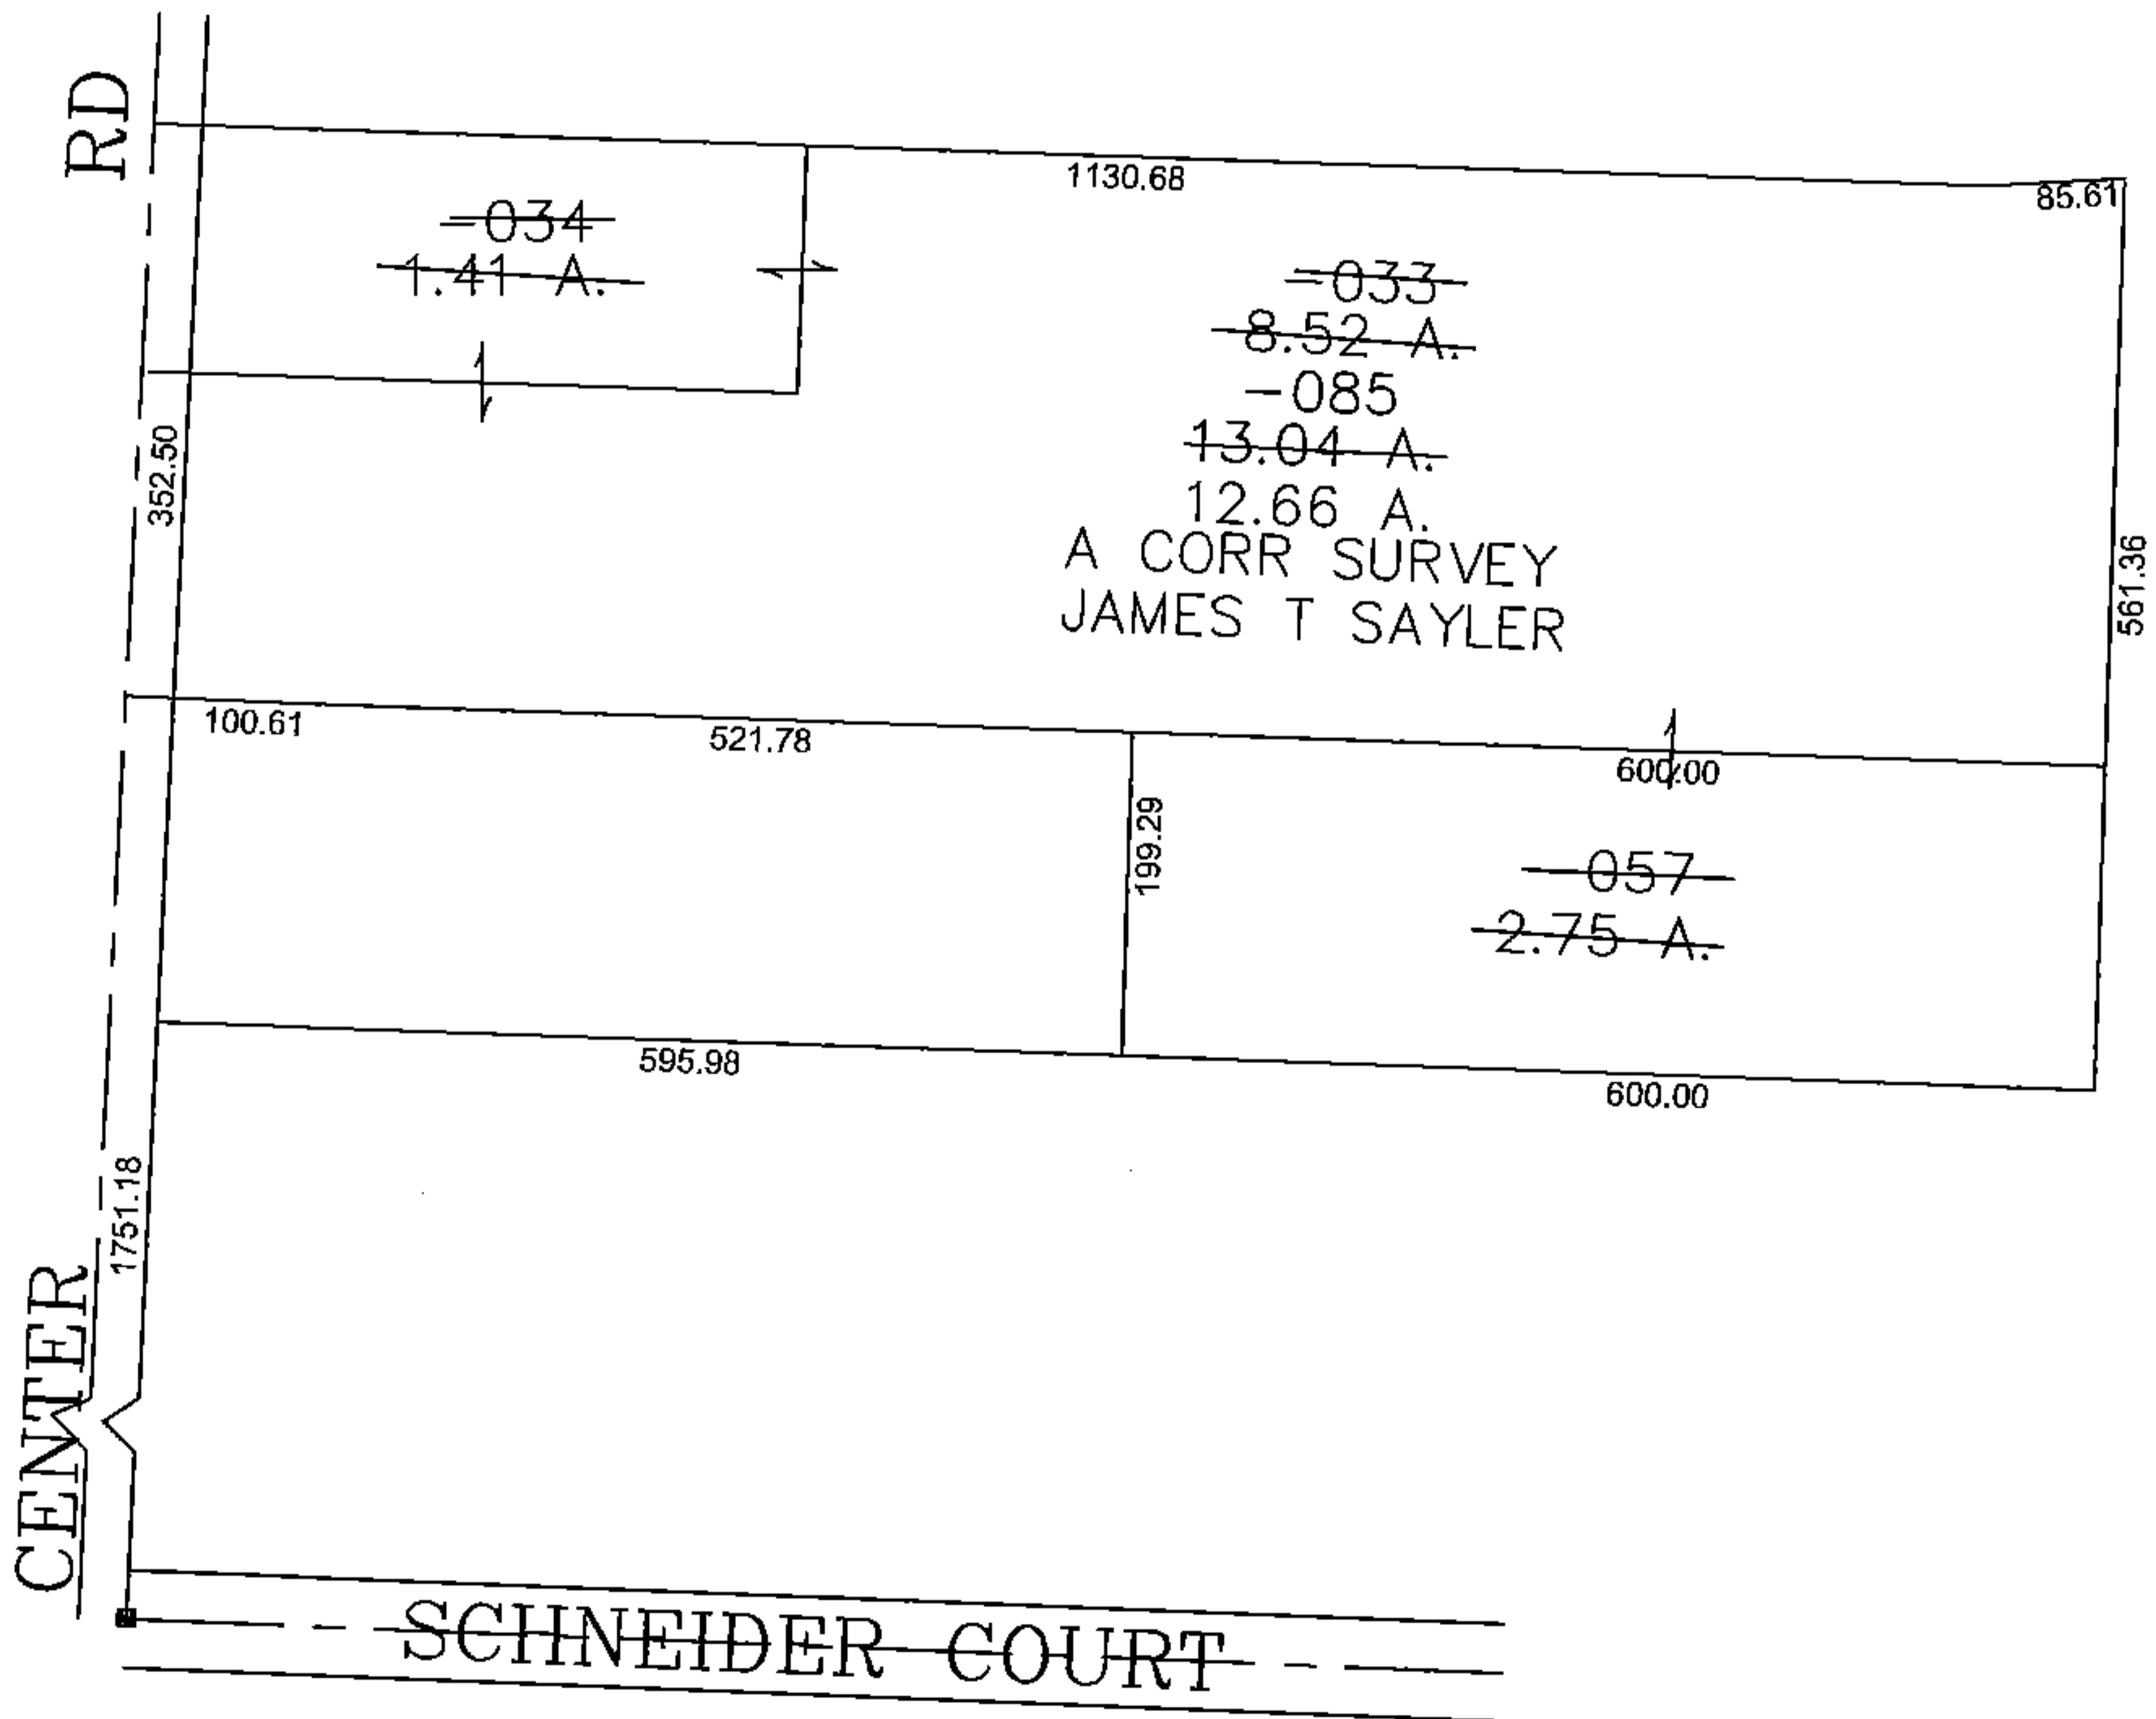 RD
1130.68
85.61
-034
1.41 A.
-033
8.52 A.
-085
13.04 A.
12.66 A.
A CORR SURVEY
JAMES T SAYLER
352.50
561.36
100.61
521.78
600.00
199.29
-057
2.75 A.
595.98
600.00
1751.18
CENTER
SCHNEIDER COURT